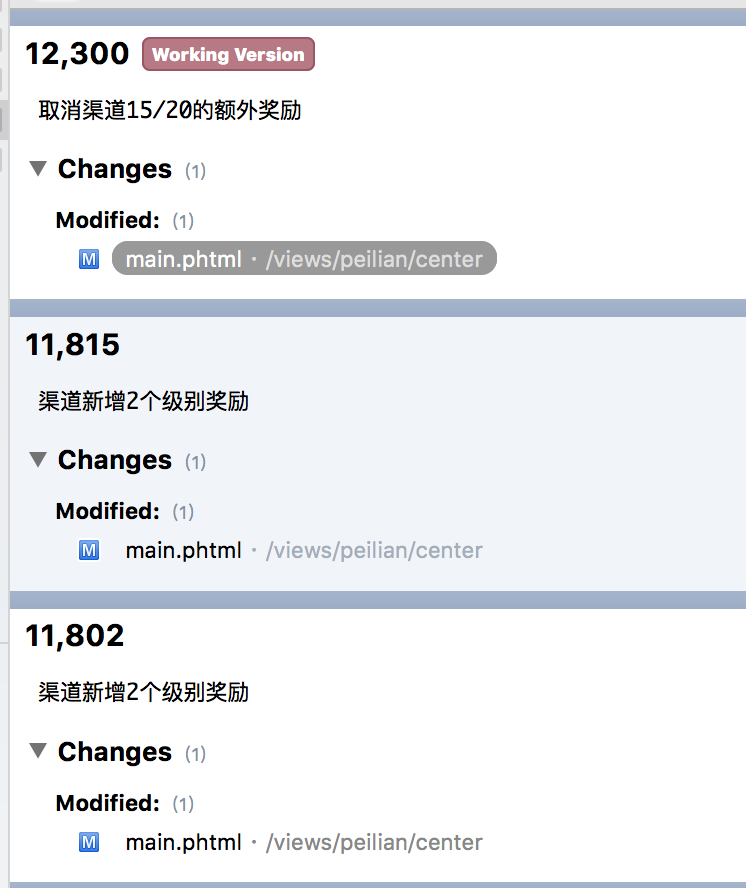 12,300 Working Version
取消渠道15/20的额外奖励
Changes (1)
Modified: (1)
M main.phtml · /views/peilian/center
11,815
渠道新增2个级别奖励
Changes (1)
Modified: (1)
M main.phtml · /views/peilian/center
11,802
渠道新增2个级别奖励
Changes (1)
Modified: (1)
M main.phtml · /views/peilian/center